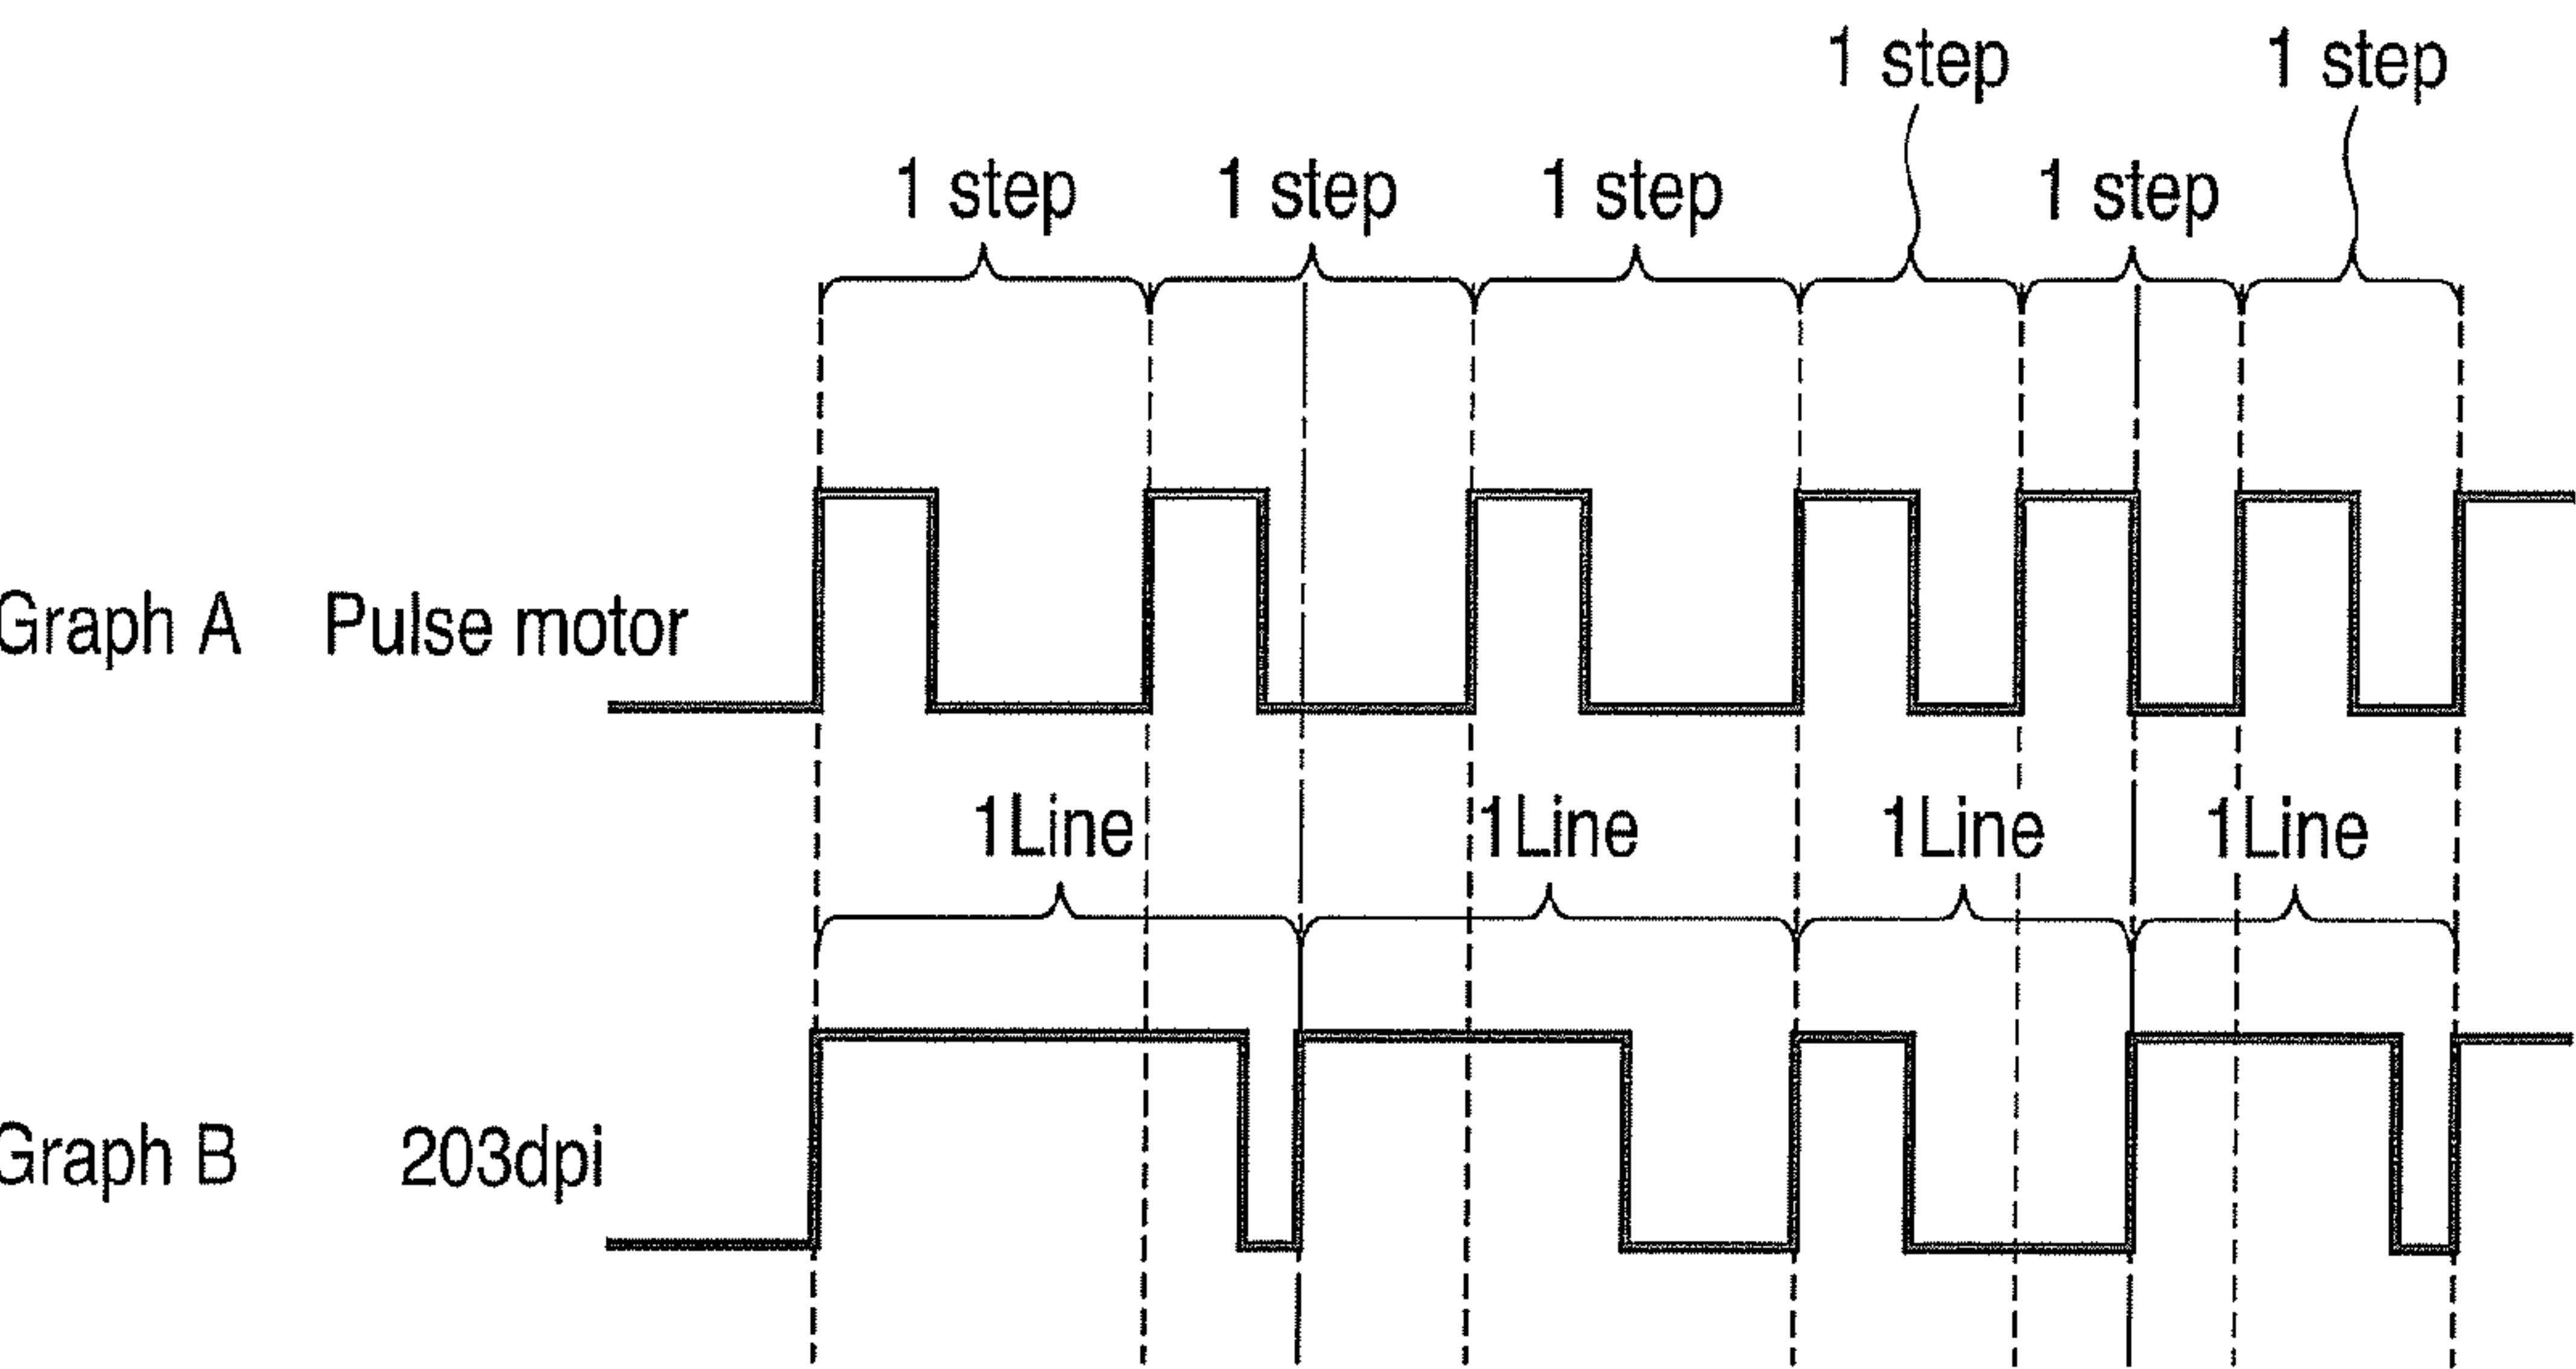 1 step 1 step
1 step 1 step 1 step 1 step
Graph A Pulse motor
1Line 1Line 1Line 1Line
Graph B 203dpi